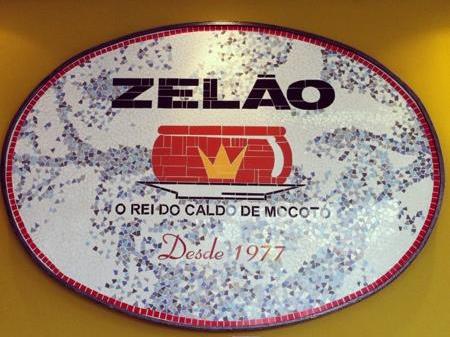 ZELÃO
O REI DO CALDO DE MOCOTÓ
Desde 1977